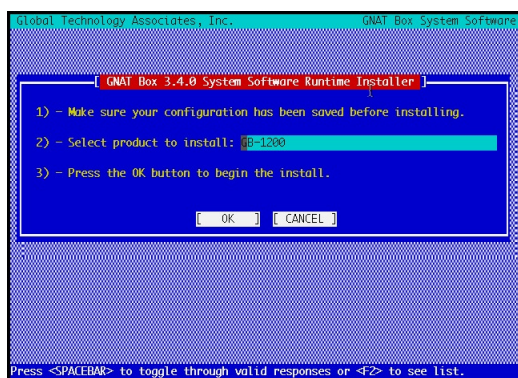 Global Technology Associates, Inc. GNAT Box System Software
[ GNAT Box 3.4.0 System Software Runtime Installer ]
1) - Make sure your configuration has been saved before installing.
2) - Select product to install: GB-1200
3) - Press the OK button to begin the install.
[ OK ] [ CANCEL ]
Press <SPACEBAR> to toggle through valid responses or <F2> to see list.